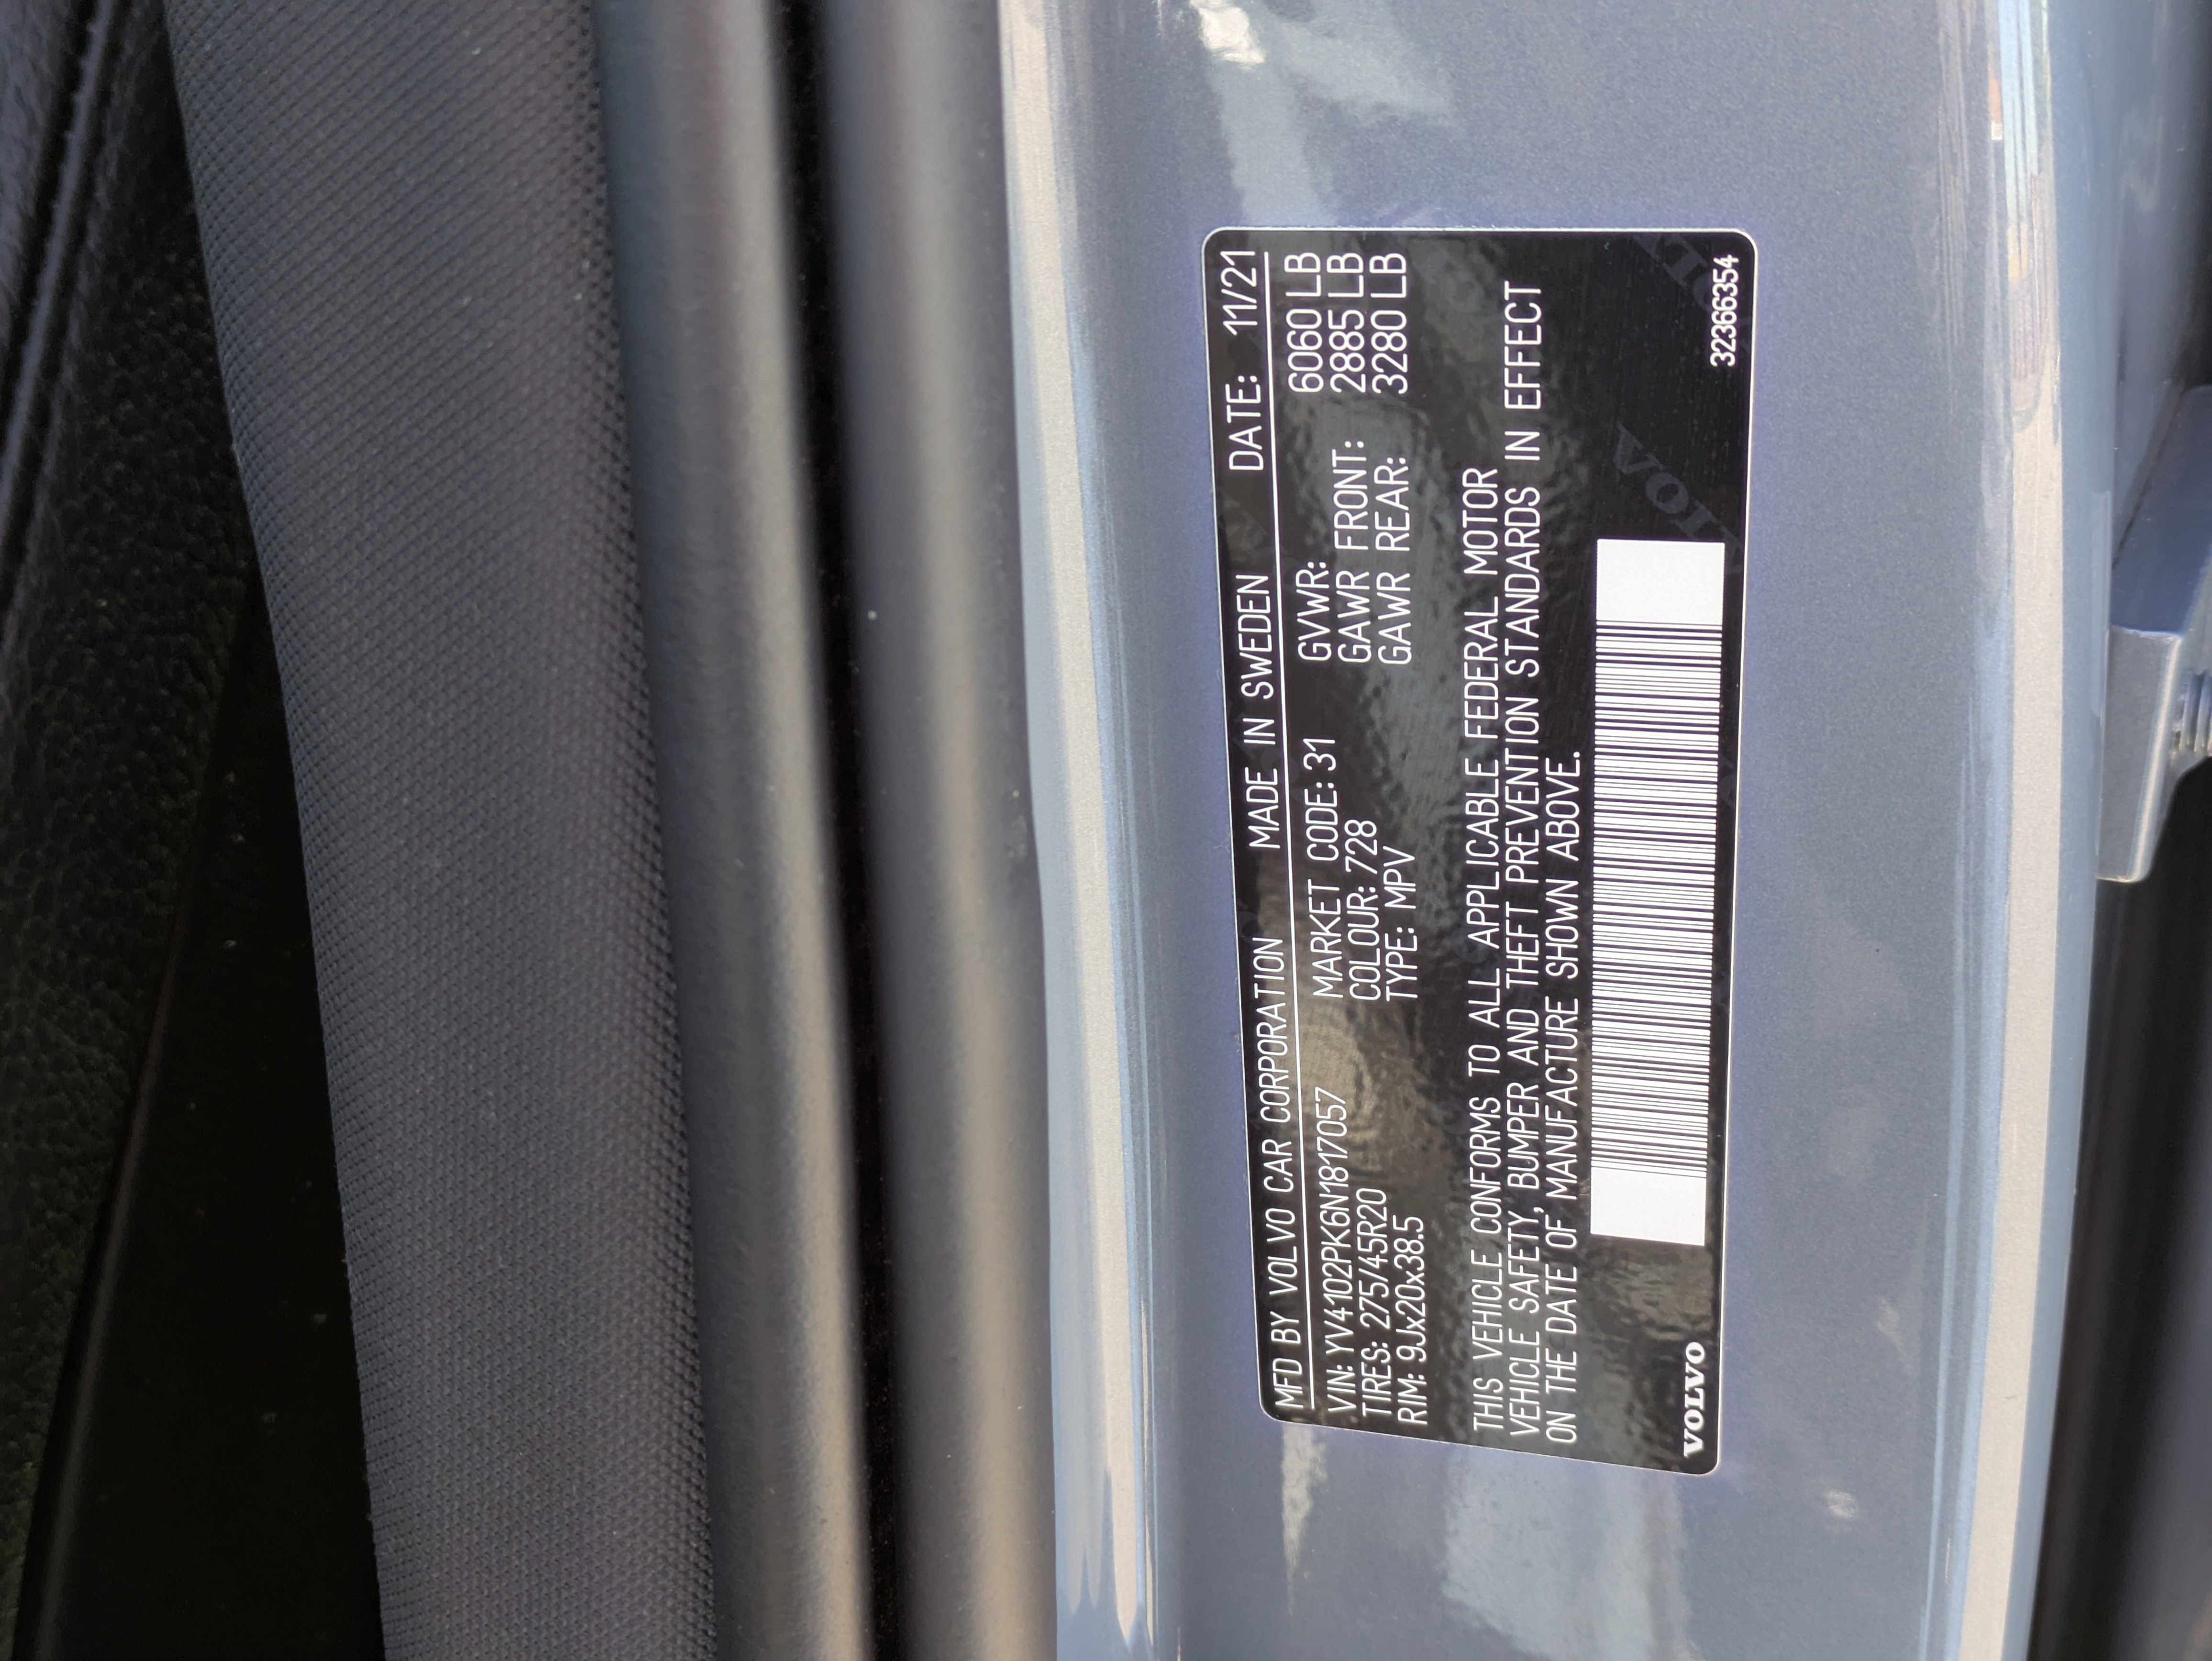 MFD BY VOLVO CAR CORPORATION MADE IN SWEDEN DATE: 11/21
VIN: YV4102PK6N1817057 MARKET CODE: 31 GVWR: 6060 LB
TIRES: 275/45R20 COLOUR: 728 GAWR FRONT: 2885 LB
RIM: 9Jx20x38.5 TYPE: MPV GAWR REAR: 3280 LB
THIS VEHICLE CONFORMS TO ALL APPLICABLE FEDERAL MOTOR
VEHICLE SAFETY, BUMPER AND THEFT PREVENTION STANDARDS IN EFFECT
ON THE DATE OF MANUFACTURE SHOWN ABOVE.
VOLVO 32366354